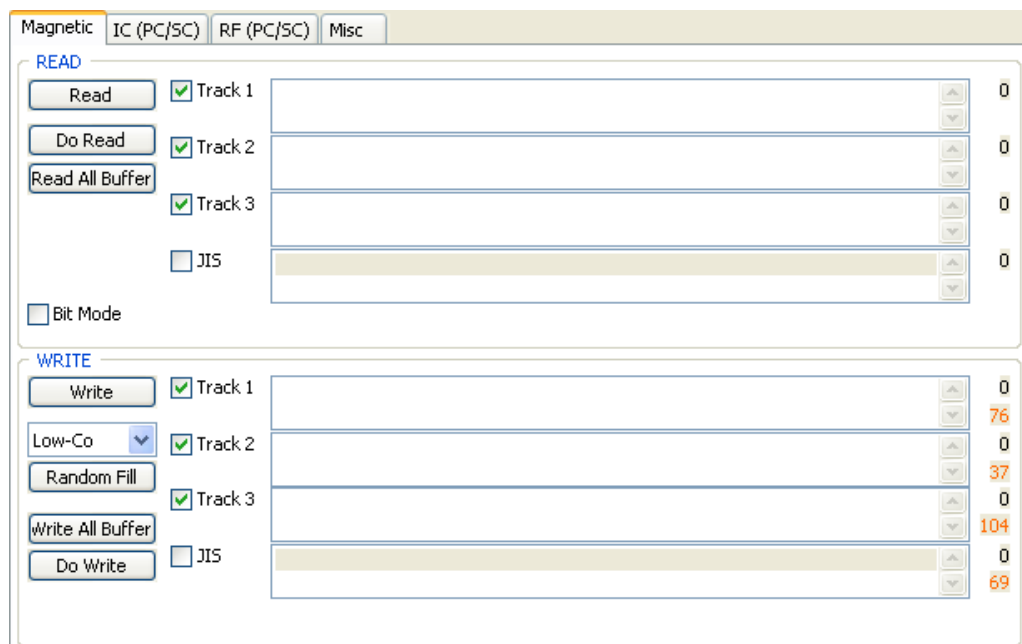 Magnetic IC (PC/SC) RF (PC/SC) Misc
READ
Read Track 1 0
Do Read Track 2 0
Read All Buffer
Track 3 0
JIS 0
Bit Mode
WRITE
Write Track 1 0
76
Low-Co Track 2 0
Random Fill 37
Track 3 0
Write All Buffer 104
Do Write JIS 0
69